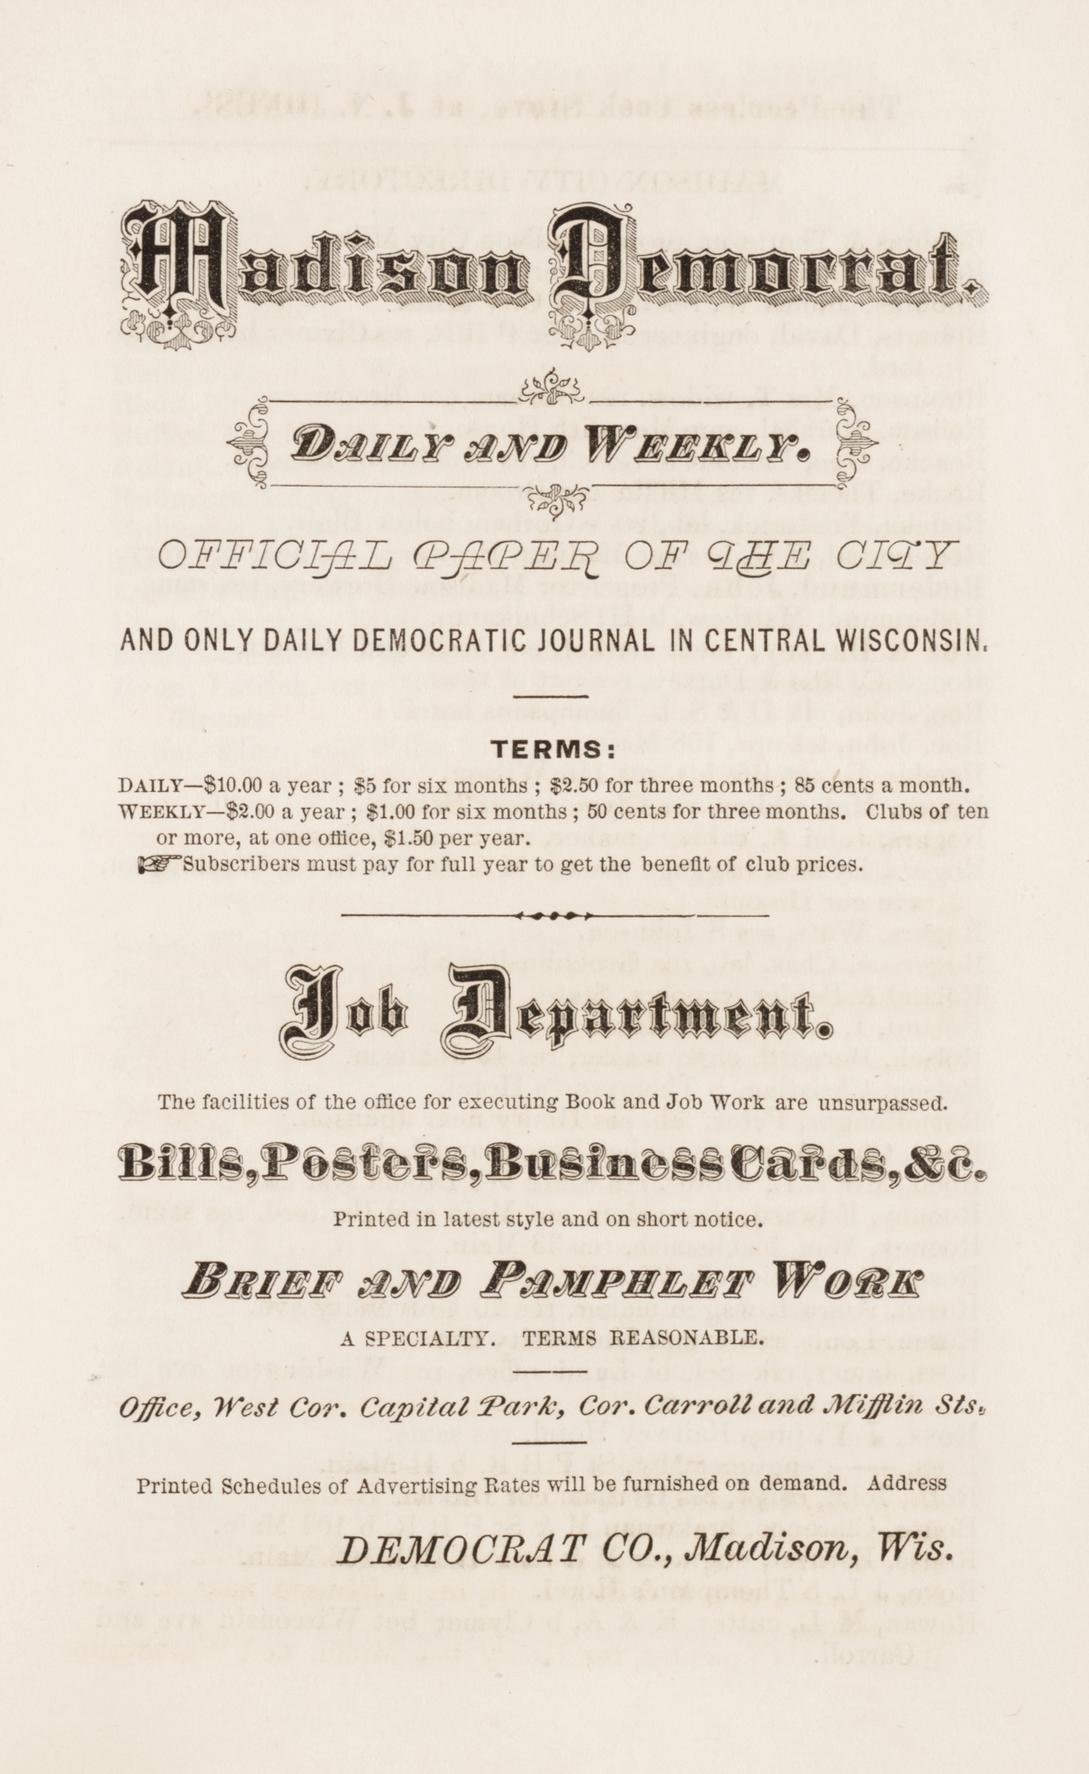 Madison Democrat.
DAILY AND WEEKLY.
OFFICIAL PAPER OF THE CITY
AND ONLY DAILY DEMOCRATIC JOURNAL IN CENTRAL WISCONSIN.
TERMS:
DAILY—$10.00 a year ; $5 for six months ; $2.50 for three months ; 85 cents a month.
WEEKLY—$2.00 a year ; $1.00 for six months ; 50 cents for three months. Clubs of ten
or more, at one office, $1.50 per year.
☞Subscribers must pay for full year to get the benefit of club prices.
Job Department.
The facilities of the office for executing Book and Job Work are unsurpassed.
Bills, Posters, Business Cards, &c.
Printed in latest style and on short notice.
BRIEF AND PAMPHLET WORK
A SPECIALTY. TERMS REASONABLE.
Office, West Cor. Capital Park, Cor. Carroll and Mifflin Sts.
Printed Schedules of Advertising Rates will be furnished on demand. Address
DEMOCRAT CO., Madison, Wis.